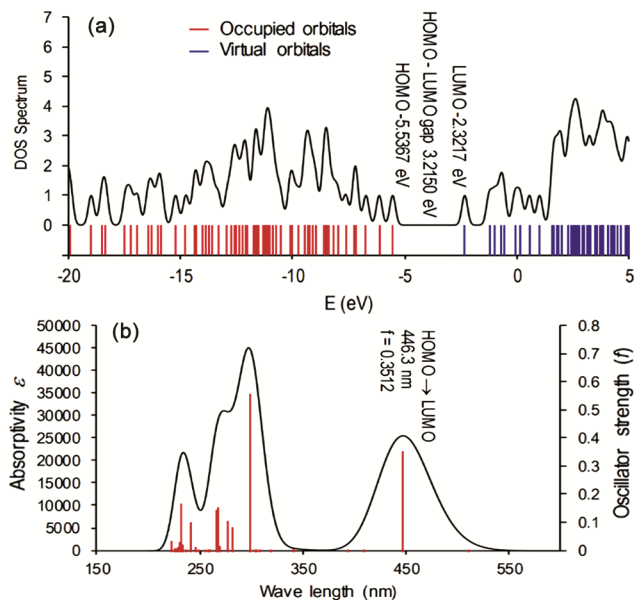 (a)
Occupied orbitals
Virtual orbitals
HOMO -5.5367 eV
HOMO - LUMO gap 3.2150 eV
LUMO -2.3217 eV
DOS Spectrum
7
6
5
4
3
2
1
0
-20
-15
-10
-5
0
5
E (eV)
(b)
HOMO → LUMO
446.3 nm
f = 0.3512
Absorptivity ε
50000
45000
40000
35000
30000
25000
20000
15000
10000
5000
0
Oscillator strength (f)
0.8
0.7
0.6
0.5
0.4
0.3
0.2
0.1
0
150
250
350
450
550
Wave length (nm)